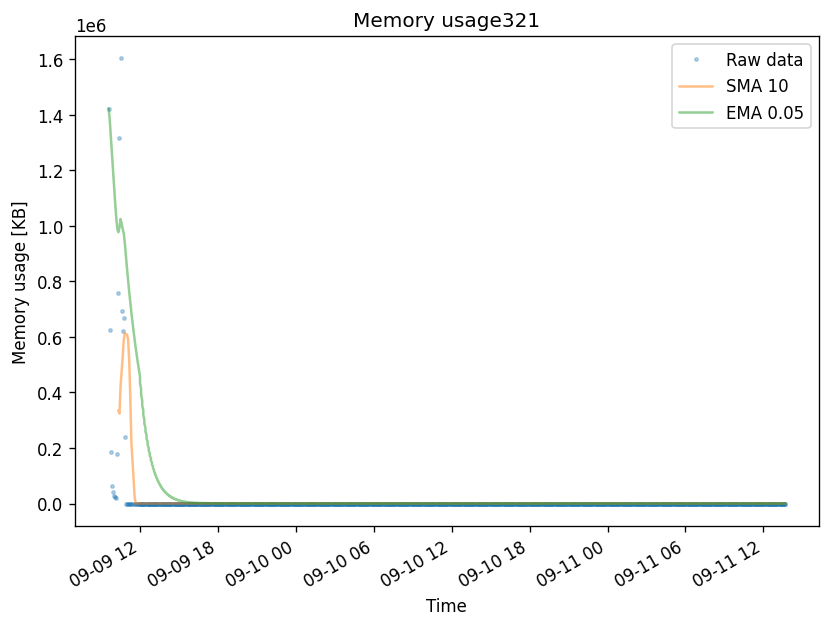 Memory usage321
1e6
Raw data
SMA 10
EMA 0.05
Memory usage [KB]
1.6
1.4
1.2
1.0
0.8
0.6
0.4
0.2
0.0
09-09 12
09-09 18
09-10 00
09-10 06
09-10 12
09-10 18
09-11 00
09-11 06
09-11 12
Time